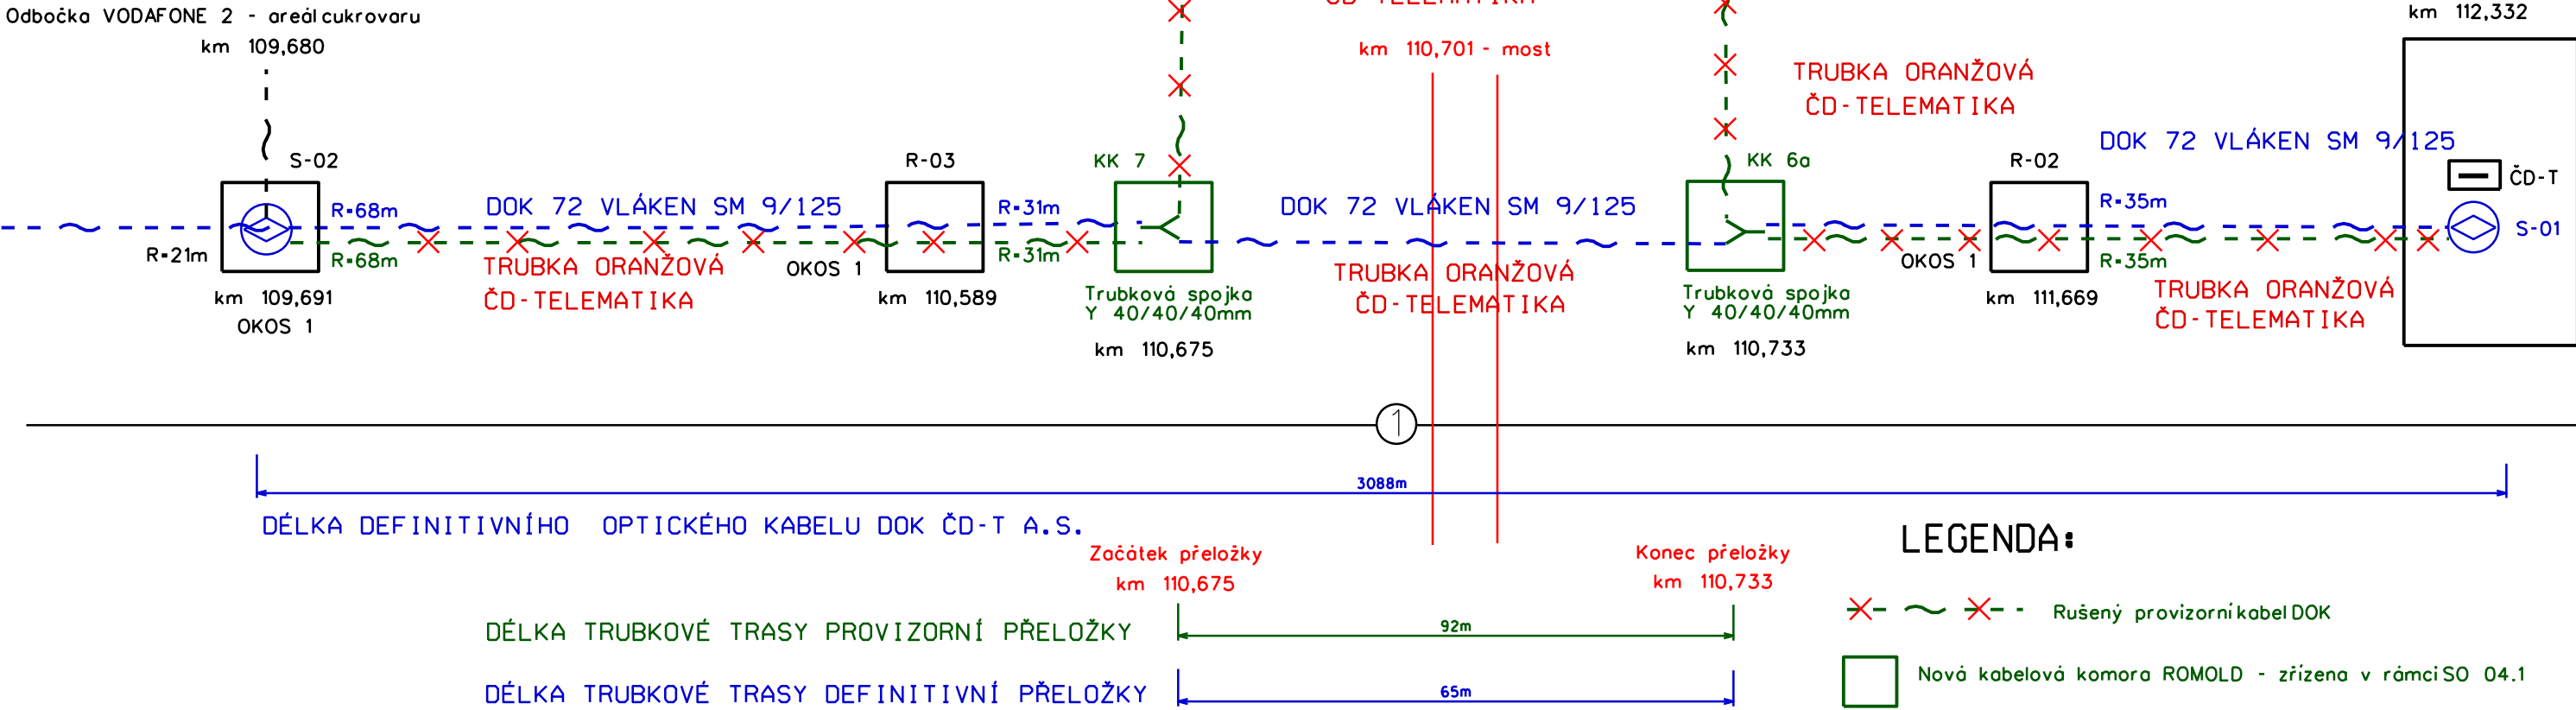 Odbočka VODAFONE 2 - areál cukrovaru
km 109,680
ČD-TELEMATIKA
km 110,701 - most
km 112,332
TRUBKA ORANŽOVÁ
ČD-TELEMATIKA
DOK 72 VLÁKEN SM 9/125
S-02
R-03
KK 7
KK 6a
R-02
ČD-T
R=68m
DOK 72 VLÁKEN SM 9/125
R=31m
DOK 72 VLÁKEN SM 9/125
R=35m
S-01
R=21m
R=68m
TRUBKA ORANŽOVÁ
ČD-TELEMATIKA
OKOS 1
R=31m
TRUBKA ORANŽOVÁ
ČD-TELEMATIKA
OKOS 1
R=35m
TRUBKA ORANŽOVÁ
ČD-TELEMATIKA
km 109,691
OKOS 1
km 110,589
Trubková spojka
Y 40/40/40mm
km 110,675
Trubková spojka
Y 40/40/40mm
km 110,733
km 111,669
1
3088m
DÉLKA DEFINITIVNÍHO OPTICKÉHO KABELU DOK ČD-T A.S.
LEGENDA:
Začátek přeložky
km 110,675
Konec přeložky
km 110,733
Rušený provizorní kabel DOK
DÉLKA TRUBKOVÉ TRASY PROVIZORNÍ PŘELOŽKY
92m
Nová kabelová komora ROMOLD - zřízena v rámci SO 04.1
DÉLKA TRUBKOVÉ TRASY DEFINITIVNÍ PŘELOŽKY
65m